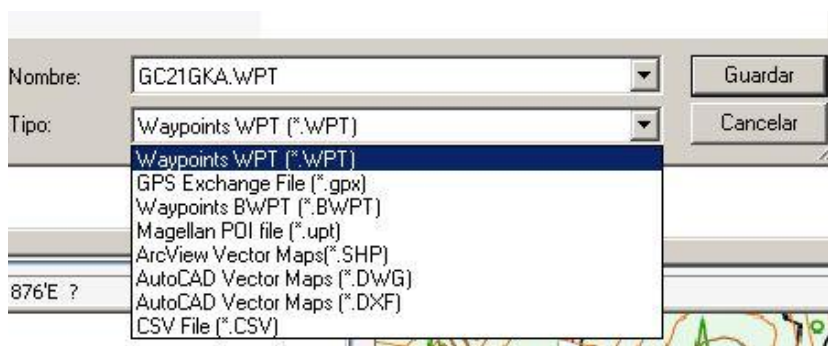 Nombre: GC21GKA.WPT Guardar
Tipo: Waypoints WPT (*.WPT) Cancelar
Waypoints WPT (*.WPT)
GPS Exchange File (*.gpx)
Waypoints BWPT (*.BWPT)
Magellan POI file (*.upt)
ArcView Vector Maps(*.SHP)
AutoCAD Vector Maps (*.DWG)
876'E ?
AutoCAD Vector Maps (*.DXF)
CSV File (*.CSV)